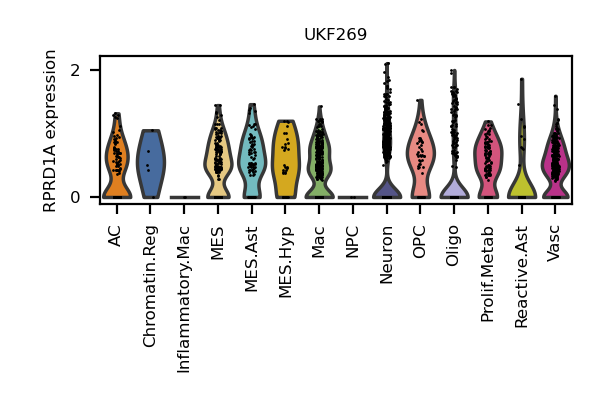 UKF269
RPRD1A expression
2
0
AC
Chromatin.Reg
Inflammatory.Mac
MES
MES.Ast
MES.Hyp
Mac
NPC
Neuron
OPC
Oligo
Prolif.Metab
Reactive.Ast
Vasc